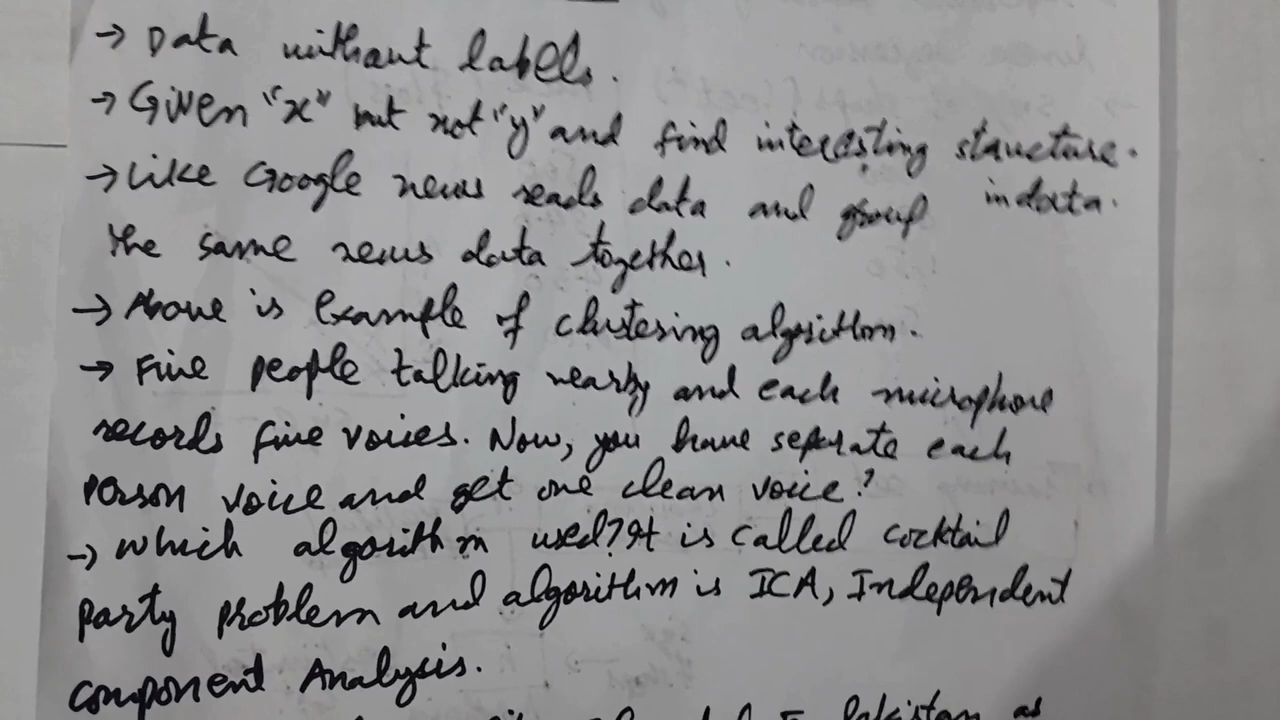 → Data without labels.
→ Given "x" but not "y" and find interesting structure.
in data.
→ Like Google news reads data and group
the same news data together.
→ Above is Example of clustering algorithm.
→ Five people talking nearby and each microphone
records five voices. Now, you have seperate each
person voice and get one clean voice?
→ which algorithm used? It is called cocktail
party problem and algorithm is ICA, Independent
component Analysis.
Pakistan as